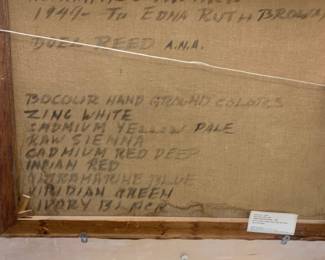 1947- TO EDNA RUTH BROWN,
DOEL REED A.N.A.
BOCOUR HAND GROUND COLORS
ZINC WHITE
CADMIUM YELLOW PALE
RAW SIENNA
CADMIUM RED DEEP
INDIAN RED
ULTRAMARINE BLUE
VIRIDIAN GREEN
IVORY BLACK